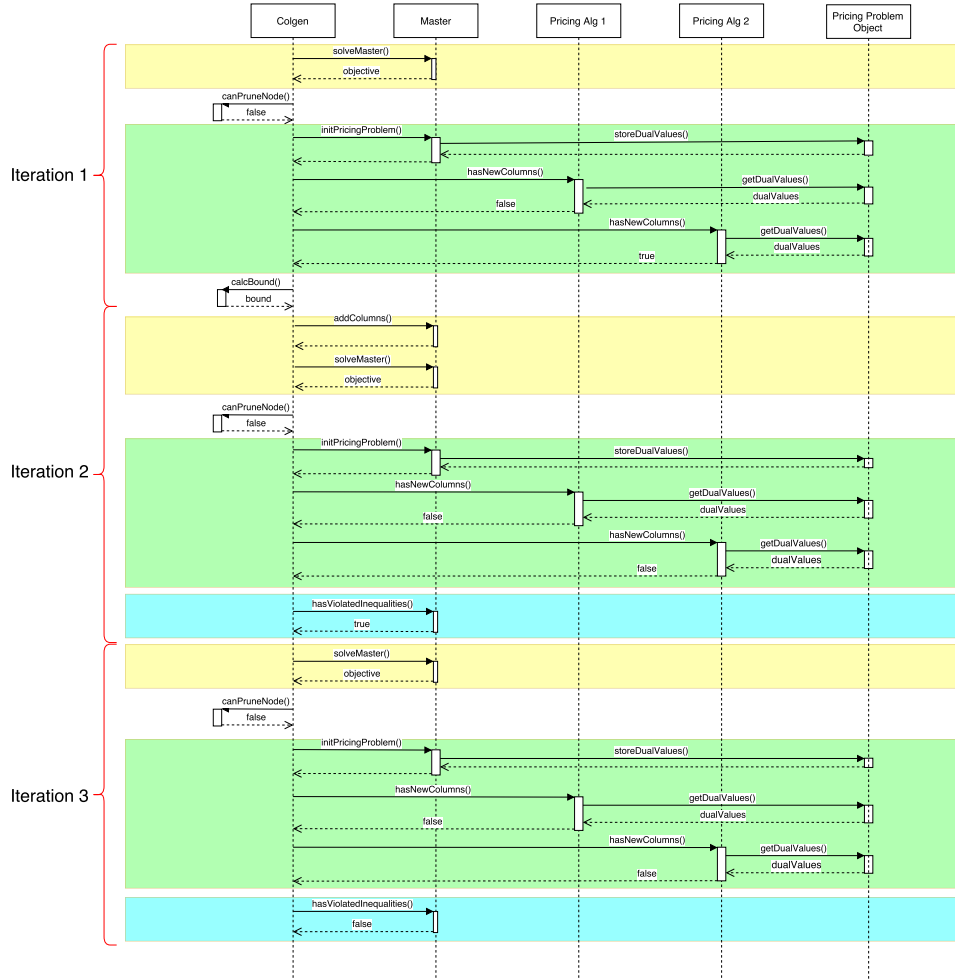 Colgen
Master
Pricing Alg 1
Pricing Alg 2
Pricing Problem
Object
Iteration 1
solveMaster()
objective
canPruneNode()
false
initPricingProblem()
storeDualValues()
hasNewColumns()
getDualValues()
dualValues
false
hasNewColumns()
getDualValues()
dualValues
true
calcBound()
bound
Iteration 2
addColumns()
solveMaster()
objective
canPruneNode()
false
initPricingProblem()
storeDualValues()
hasNewColumns()
getDualValues()
dualValues
false
hasNewColumns()
getDualValues()
dualValues
false
hasViolatedInequalities()
true
Iteration 3
solveMaster()
objective
canPruneNode()
false
initPricingProblem()
storeDualValues()
hasNewColumns()
getDualValues()
dualValues
false
hasNewColumns()
getDualValues()
dualValues
false
hasViolatedInequalities()
false